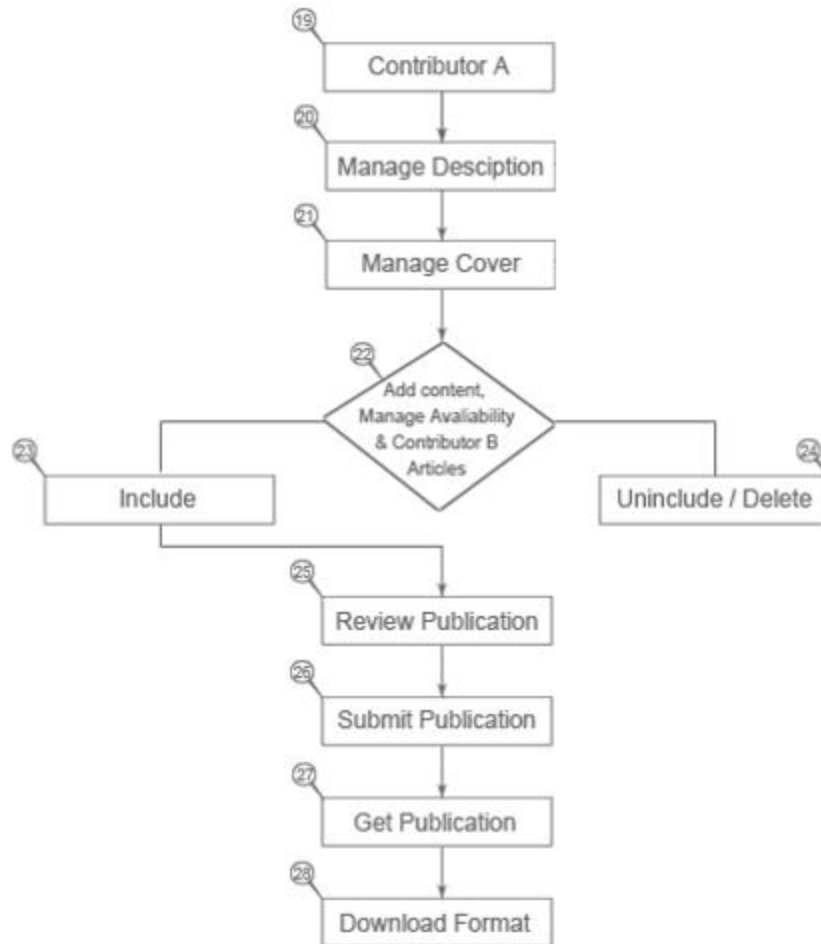 19
Contributor A
20
Manage Desciption
21
Manage Cover
22
Add content,
Manage Avaliability
& Contributor B
Articles
23
Include
24
Uninclude / Delete
25
Review Publication
26
Submit Publication
27
Get Publication
28
Download Format